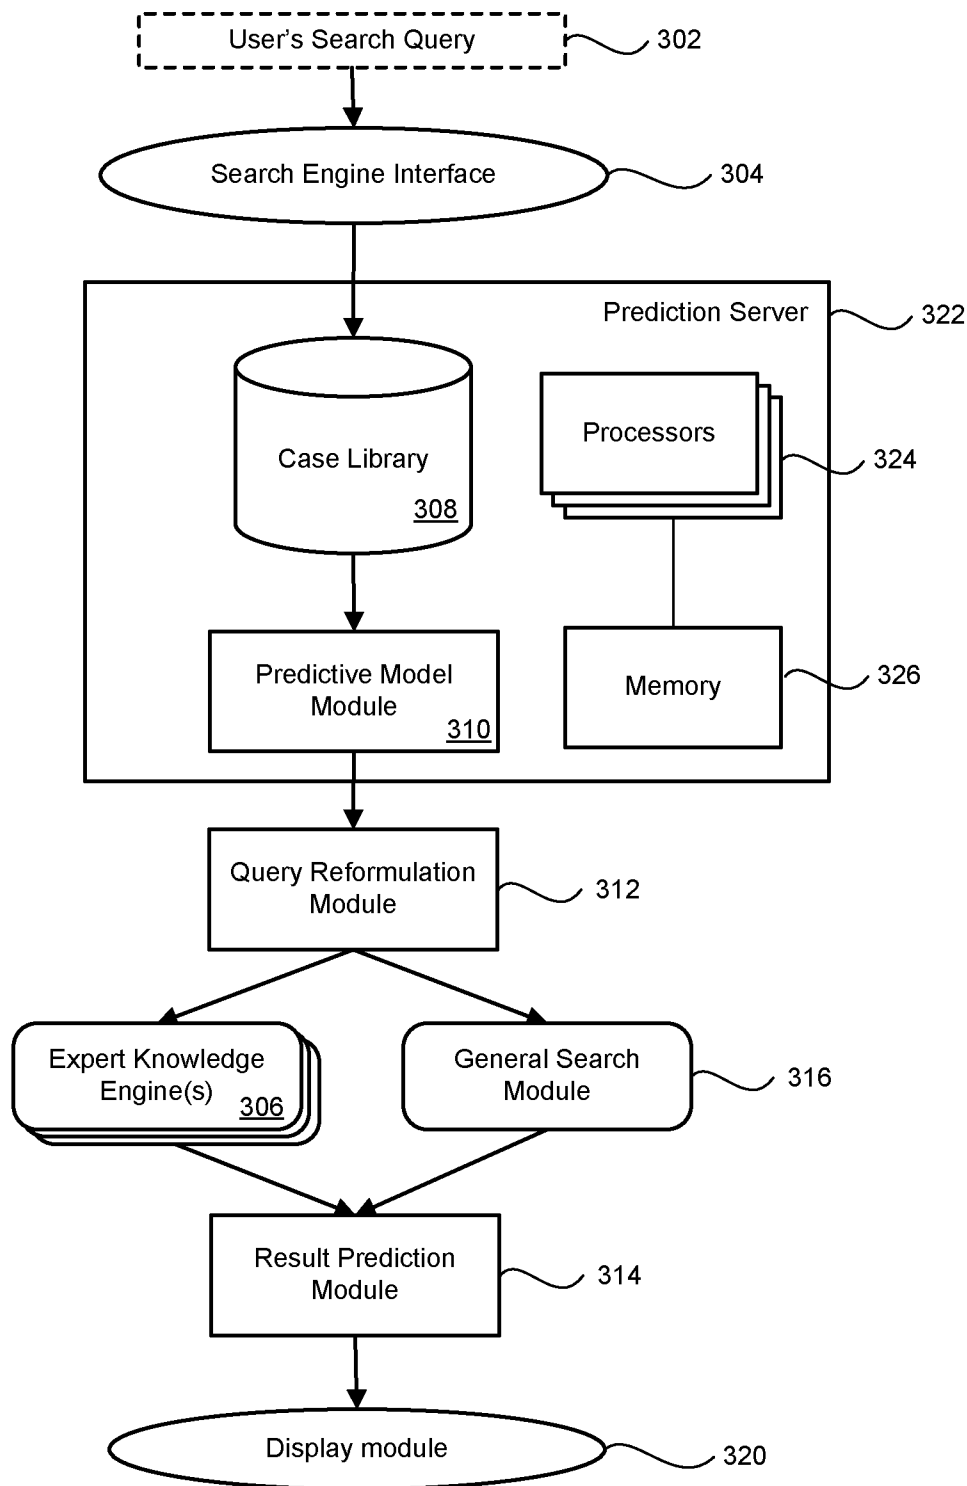 User's Search Query
302
Search Engine Interface
304
Prediction Server
322
Processors
324
Case Library
308
Predictive Model
Module
310
Memory
326
Query Reformulation
Module
312
Expert Knowledge
Engine(s)
306
General Search
Module
316
Result Prediction
Module
314
Display module
320